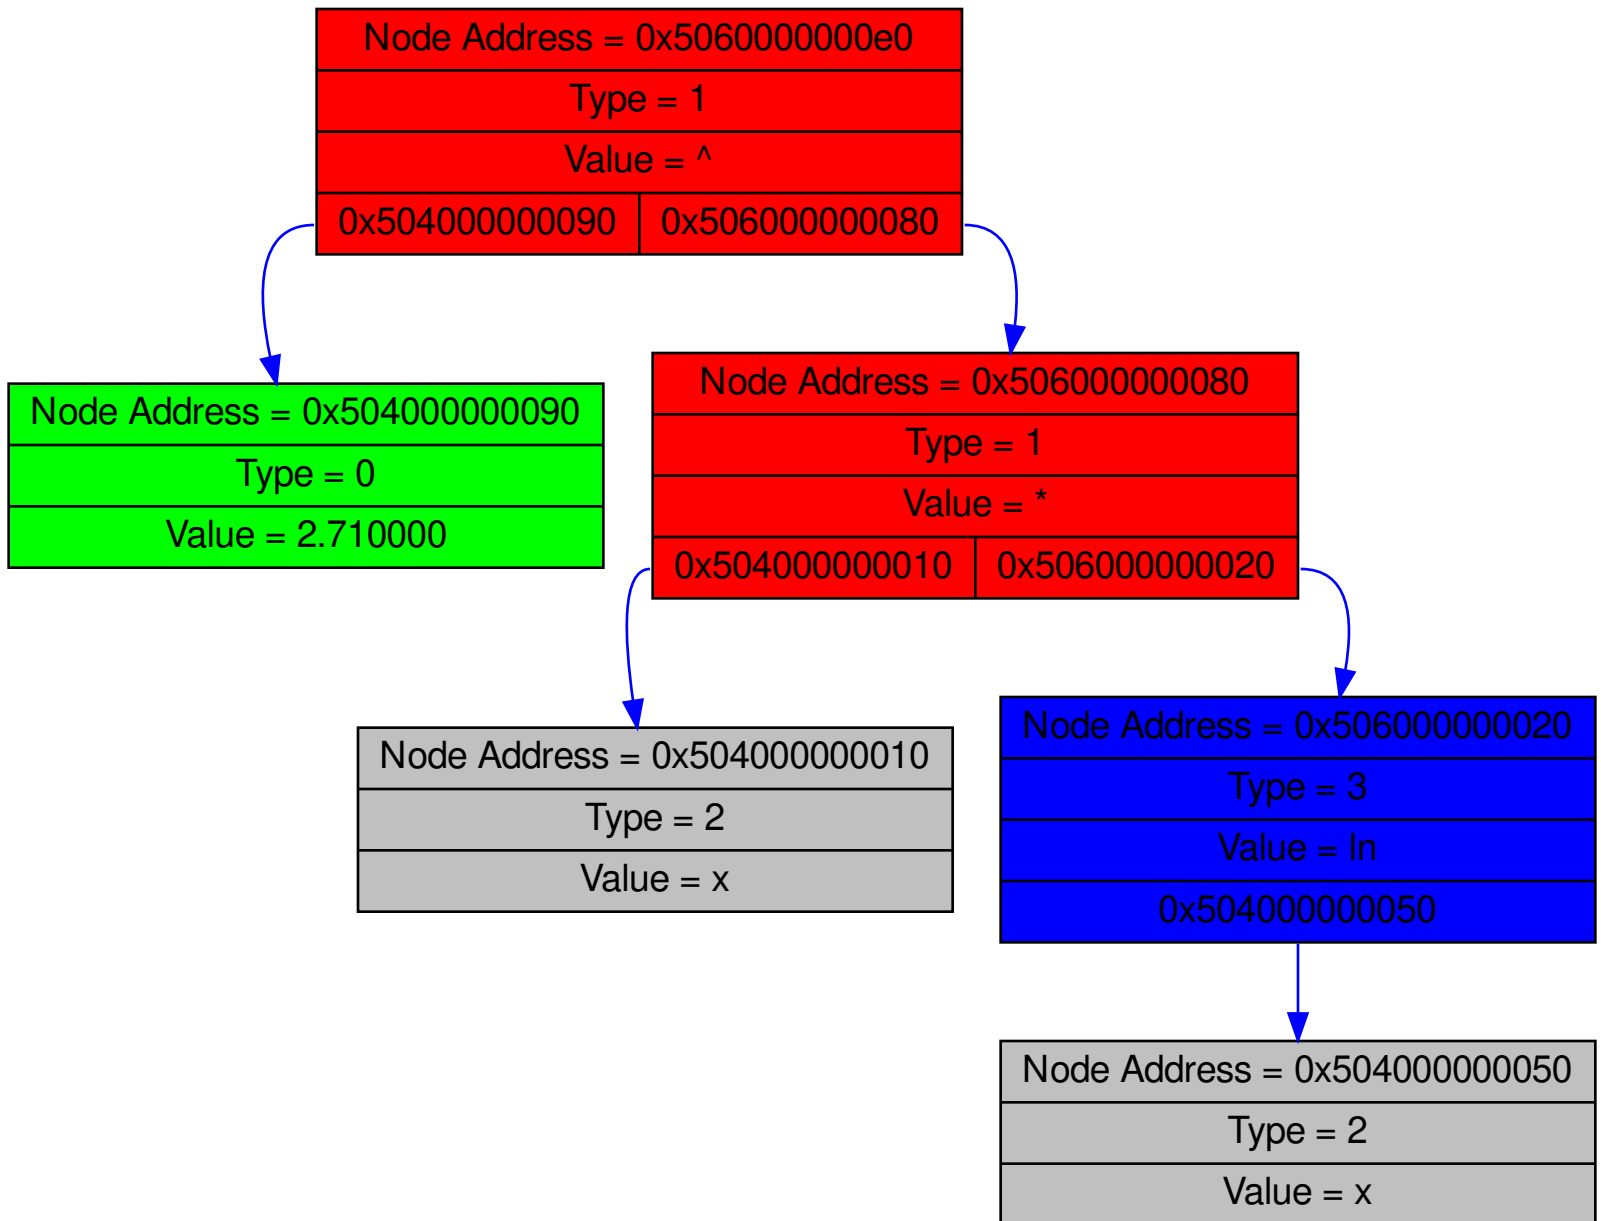 Node Address = 0x5060000000e0
Type = 1
Value = ^
0x504000000090 0x506000000080
Node Address = 0x504000000090
Type = 0
Value = 2.710000
Node Address = 0x506000000080
Type = 1
Value = *
0x504000000010 0x506000000020
Node Address = 0x504000000010
Type = 2
Value = x
Node Address = 0x506000000020
Type = 3
Value = ln
0x504000000050
Node Address = 0x504000000050
Type = 2
Value = x